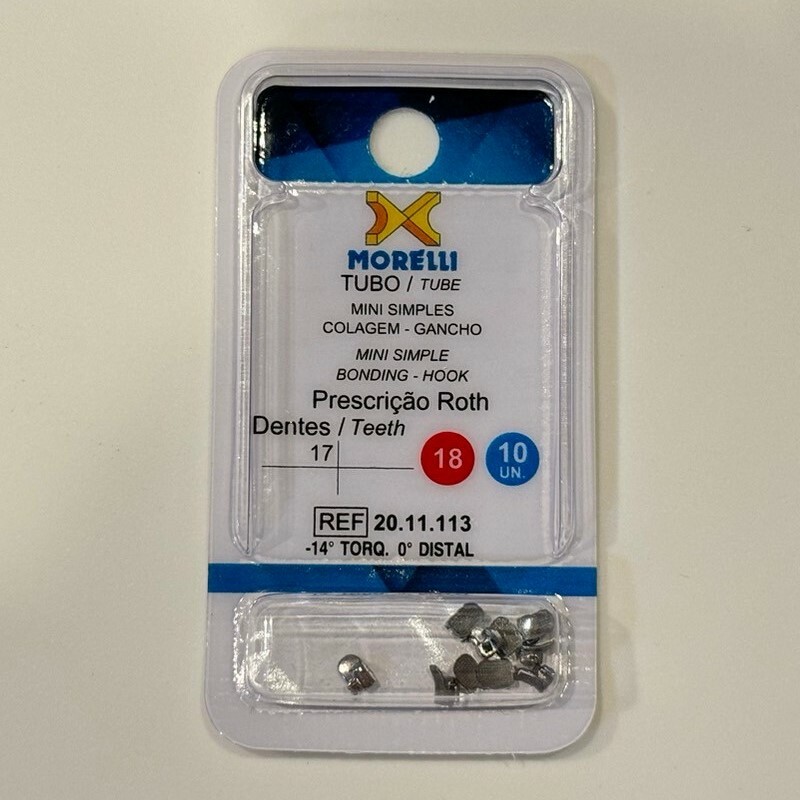 MORELLI
TUBO / TUBE
MINI SIMPLES
COLAGEM - GANCHO
MINI SIMPLE
BONDING - HOOK
Prescrição Roth
Dentes / Teeth
17
18
10
UN.
REF 20.11.113
-14° TORQ. 0° DISTAL